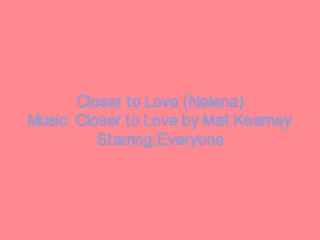 Closer to Love (Nelena)
Music: Closer to Love by Mat Kearney
Starring:Everyone